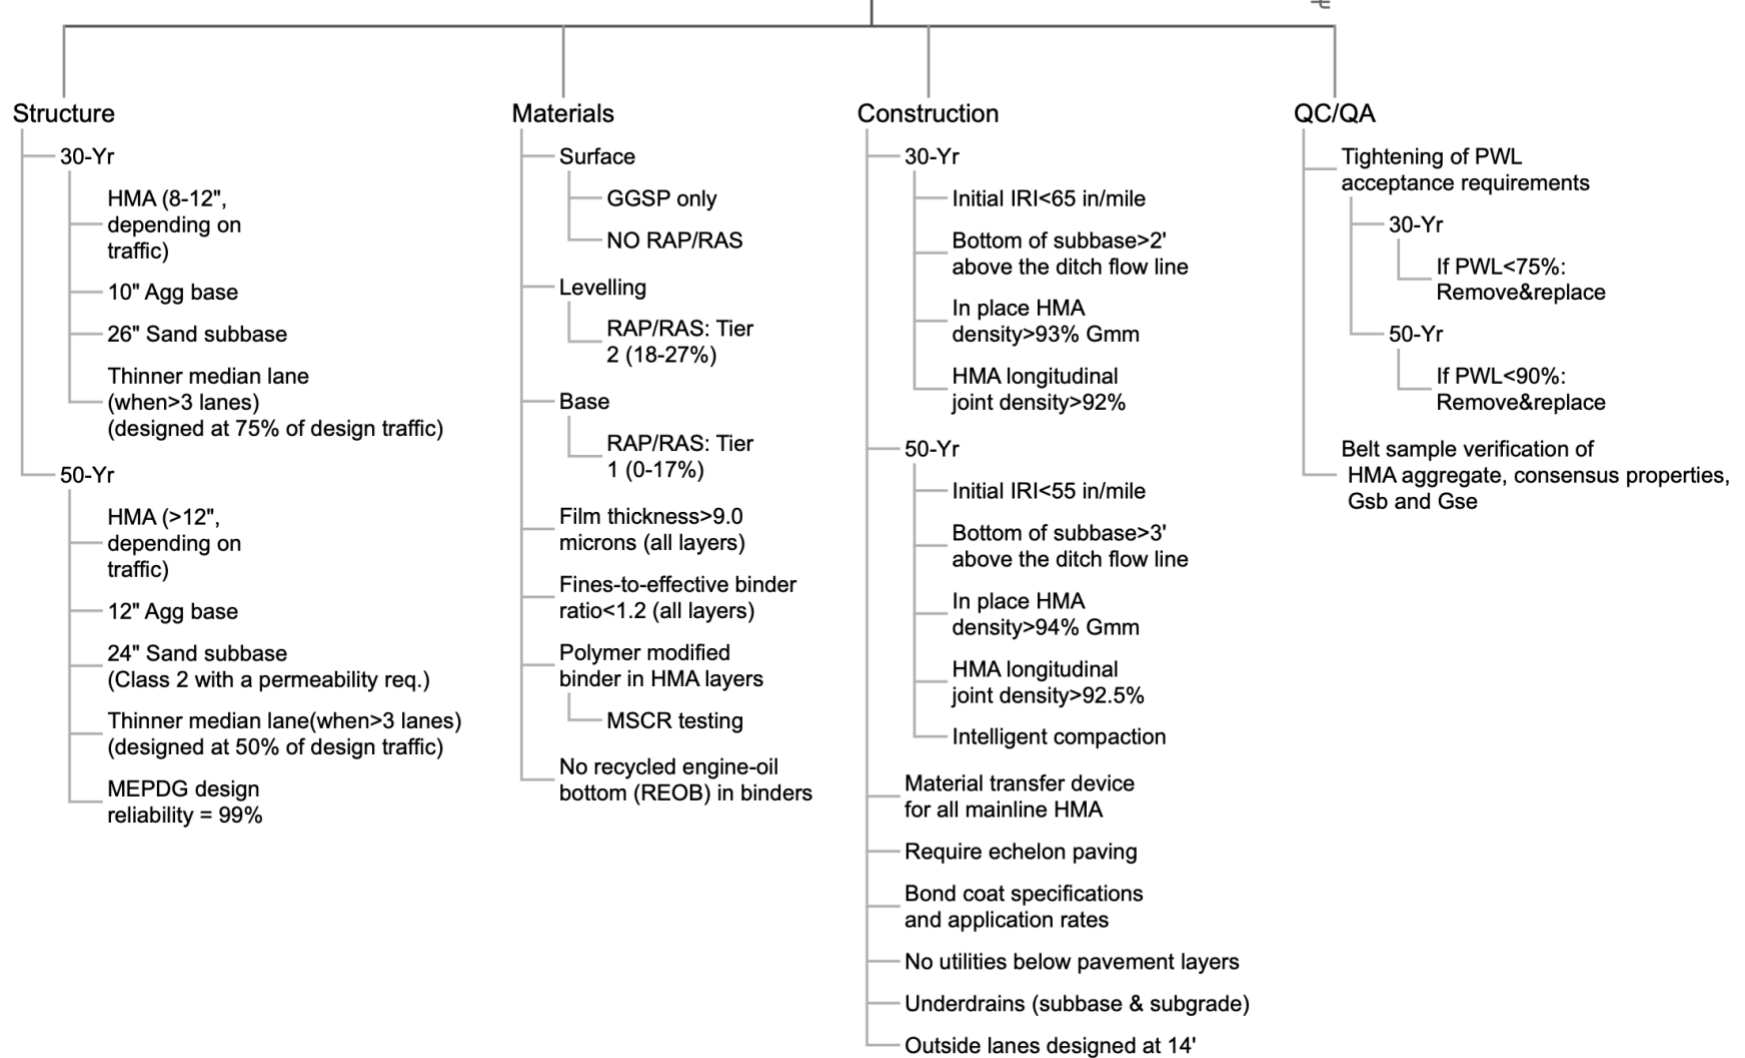 Structure
30-Yr
HMA (8-12",
depending on
traffic)
10" Agg base
26" Sand subbase
Thinner median lane
(when>3 lanes)
(designed at 75% of design traffic)
50-Yr
HMA (>12",
depending on
traffic)
12" Agg base
24" Sand subbase
(Class 2 with a permeability req.)
Thinner median lane(when>3 lanes)
(designed at 50% of design traffic)
MEPDG design
reliability = 99%
Materials
Surface
GGSP only
NO RAP/RAS
Levelling
RAP/RAS: Tier
2 (18-27%)
Base
RAP/RAS: Tier
1 (0-17%)
Film thickness>9.0
microns (all layers)
Fines-to-effective binder
ratio<1.2 (all layers)
Polymer modified
binder in HMA layers
MSCR testing
No recycled engine-oil
bottom (REOB) in binders
Construction
30-Yr
Initial IRI<65 in/mile
Bottom of subbase>2'
above the ditch flow line
In place HMA
density>93% Gmm
HMA longitudinal
joint density>92%
50-Yr
Initial IRI<55 in/mile
Bottom of subbase>3'
above the ditch flow line
In place HMA
density>94% Gmm
HMA longitudinal
joint density>92.5%
Intelligent compaction
Material transfer device
for all mainline HMA
Require echelon paving
Bond coat specifications
and application rates
No utilities below pavement layers
Underdrains (subbase & subgrade)
Outside lanes designed at 14'
QC/QA
Tightening of PWL
acceptance requirements
30-Yr
If PWL<75%:
Remove&replace
50-Yr
If PWL<90%:
Remove&replace
Belt sample verification of
HMA aggregate, consensus properties,
Gsb and Gse